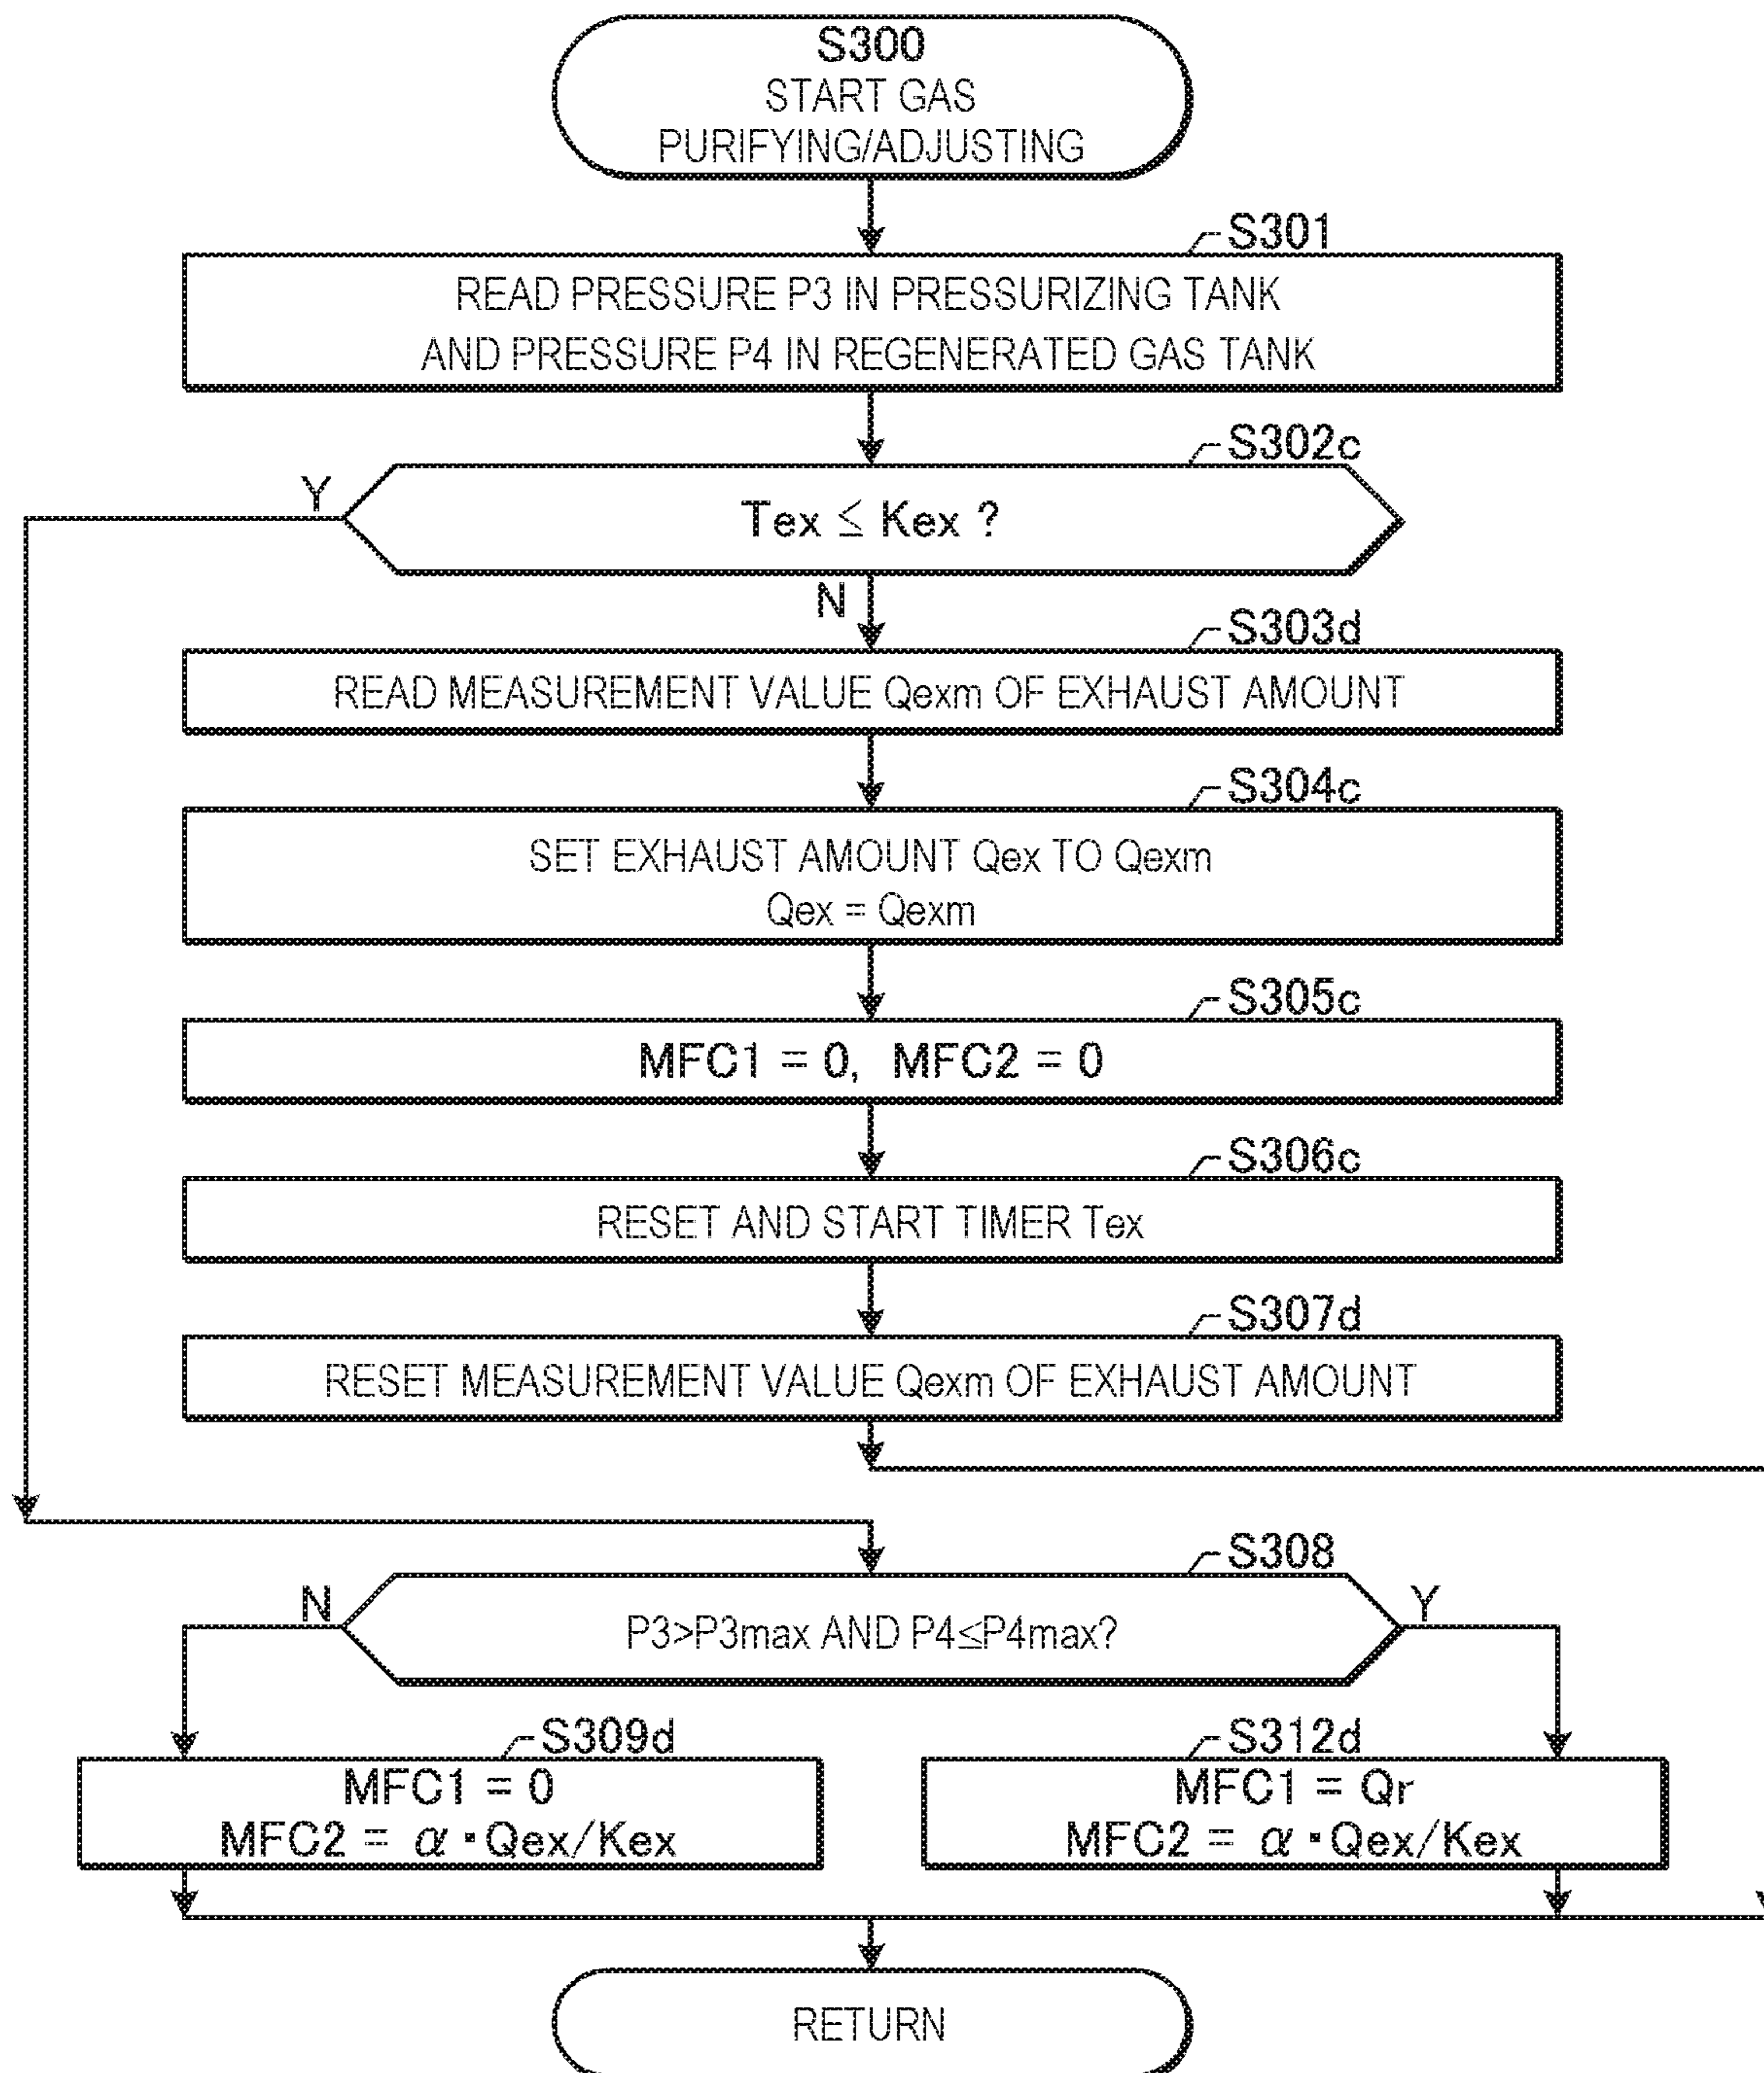 S300
START GAS
PURIFYING/ADJUSTING
S301
READ PRESSURE P3 IN PRESSURIZING TANK
AND PRESSURE P4 IN REGENERATED GAS TANK
S302c
Y
Tex ≤ Kex ?
N
S303d
READ MEASUREMENT VALUE Qexm OF EXHAUST AMOUNT
S304c
SET EXHAUST AMOUNT Qex TO Qexm
Qex = Qexm
S305c
MFC1 = 0, MFC2 = 0
S306c
RESET AND START TIMER Tex
S307d
RESET MEASUREMENT VALUE Qexm OF EXHAUST AMOUNT
S308
N
P3>P3max AND P4≤P4max?
Y
S309d
MFC1 = 0
MFC2 = α・Qex/Kex
S312d
MFC1 = Qr
MFC2 = α・Qex/Kex
RETURN